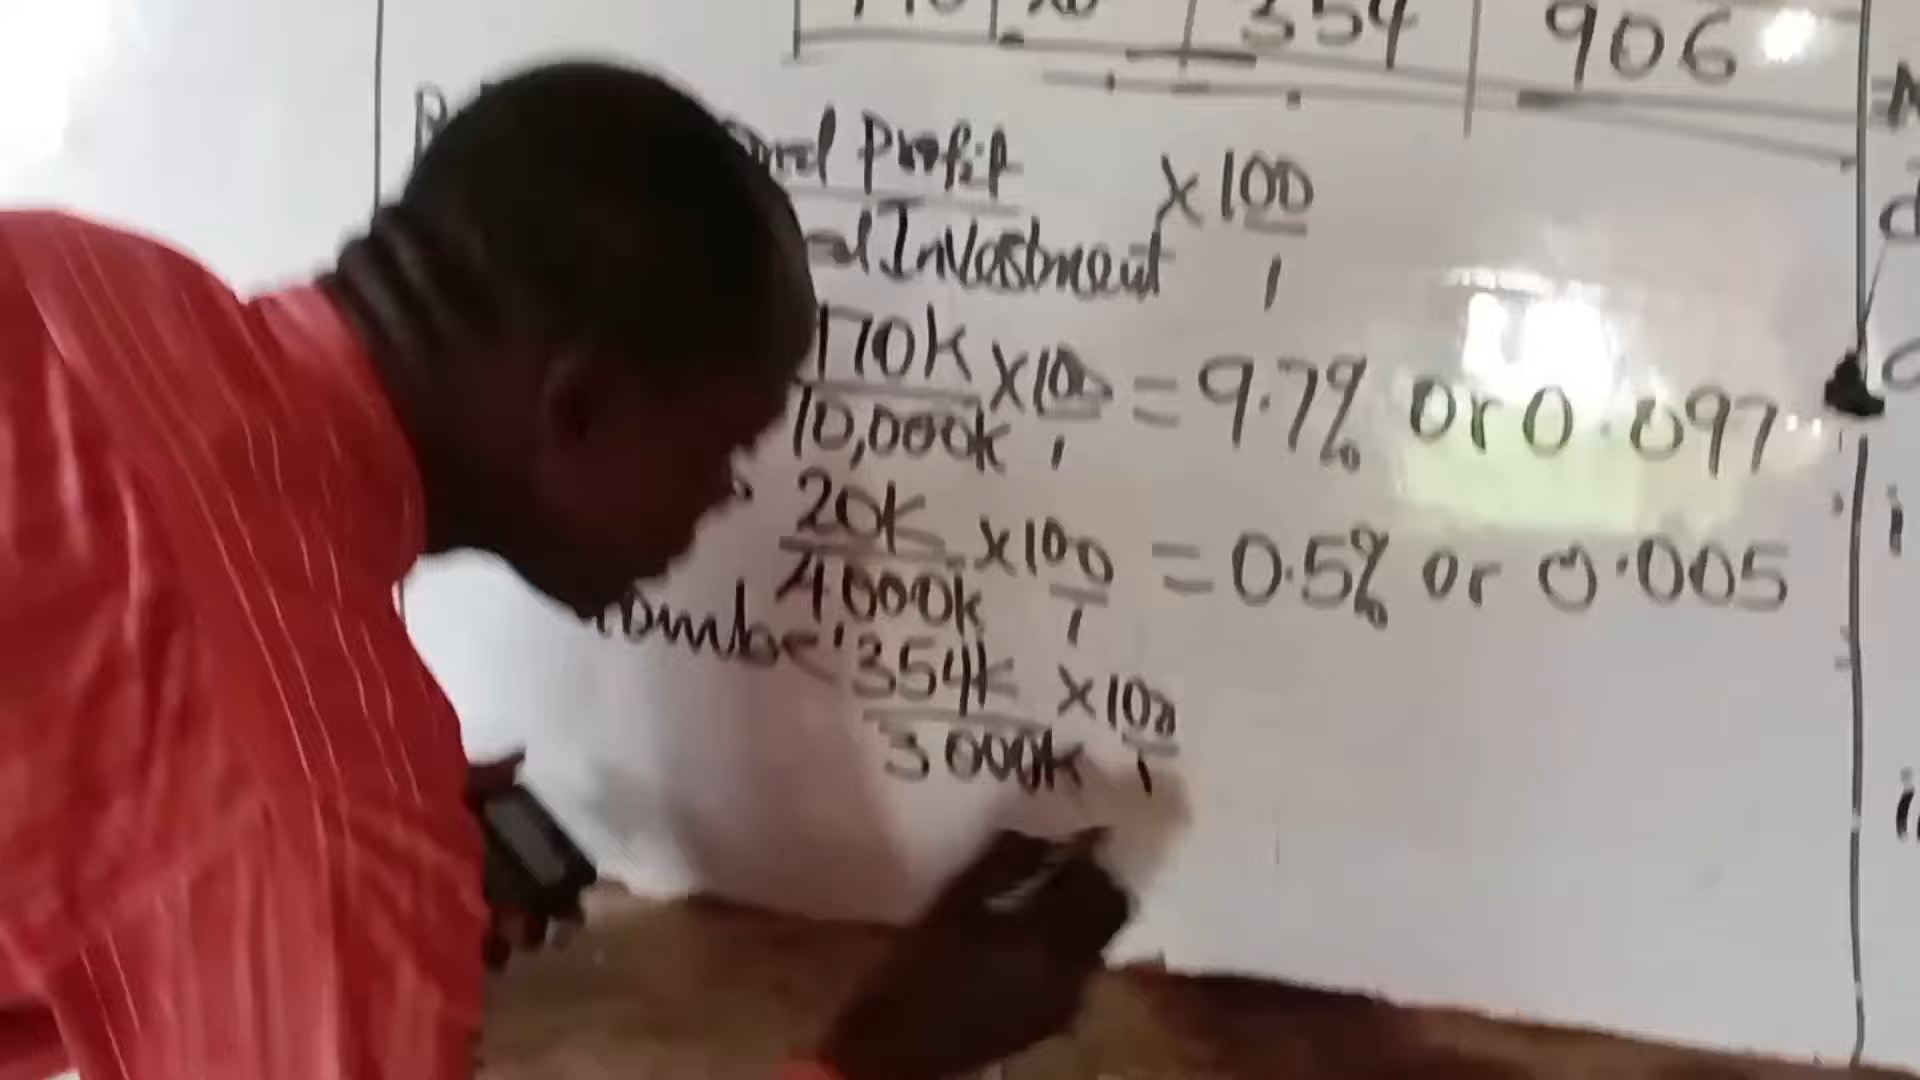 354 906
Profit × 100
Investment 1
170k × 100 = 9.7% or 0.097
10,000k 1
20k × 100 = 0.5% or 0.005
4000k 1
354k × 100
3000k 1